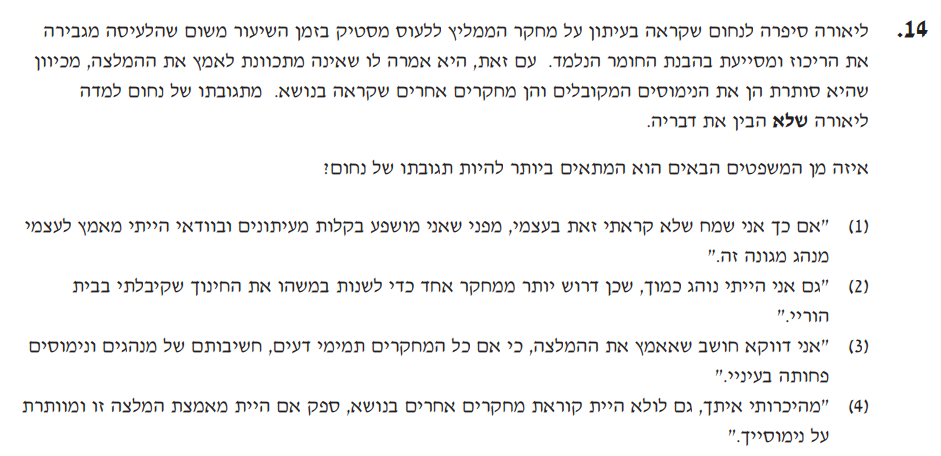 14. ליאורה סיפרה לנחום שקראה בעיתון על מחקר הממליץ ללעוס מסטיק בזמן השיעור משום שהלעיסה מגבירה
את הריכוז ומסייעת בהבנת החומר הנלמד. עם זאת, היא אמרה לו שאינה מתכוונת לאמץ את ההמלצה, מכיוון
שהיא סותרת הן את הנימוסים המקובלים והן מחקרים אחרים שקראה בנושא. מתגובתו של נחום למדה
ליאורה שלא הבין את דבריה.
איזה מן המשפטים הבאים הוא המתאים ביותר להיות תגובתו של נחום?
(1) "אם כך אני שמח שלא קראתי זאת בעצמי, מפני שאני מושפע בקלות מעיתונים ובוודאי הייתי מאמץ לעצמי
מנהג מגונה זה."
(2) "גם אני הייתי נוהג כמוך, שכן דרוש יותר ממחקר אחד כדי לשנות במשהו את החינוך שקיבלתי בבית
הוריי."
(3) "אני דווקא חושב שאאמץ את ההמלצה, כי אם כל המחקרים תמימי דעים, חשיבותם של מנהגים ונימוסים
פחותה בעיניי."
(4) "מהיכרותי איתך, גם לולא היית קוראת מחקרים אחרים בנושא, ספק אם היית מאמצת המלצה זו ומוותרת
על נימוסייך."